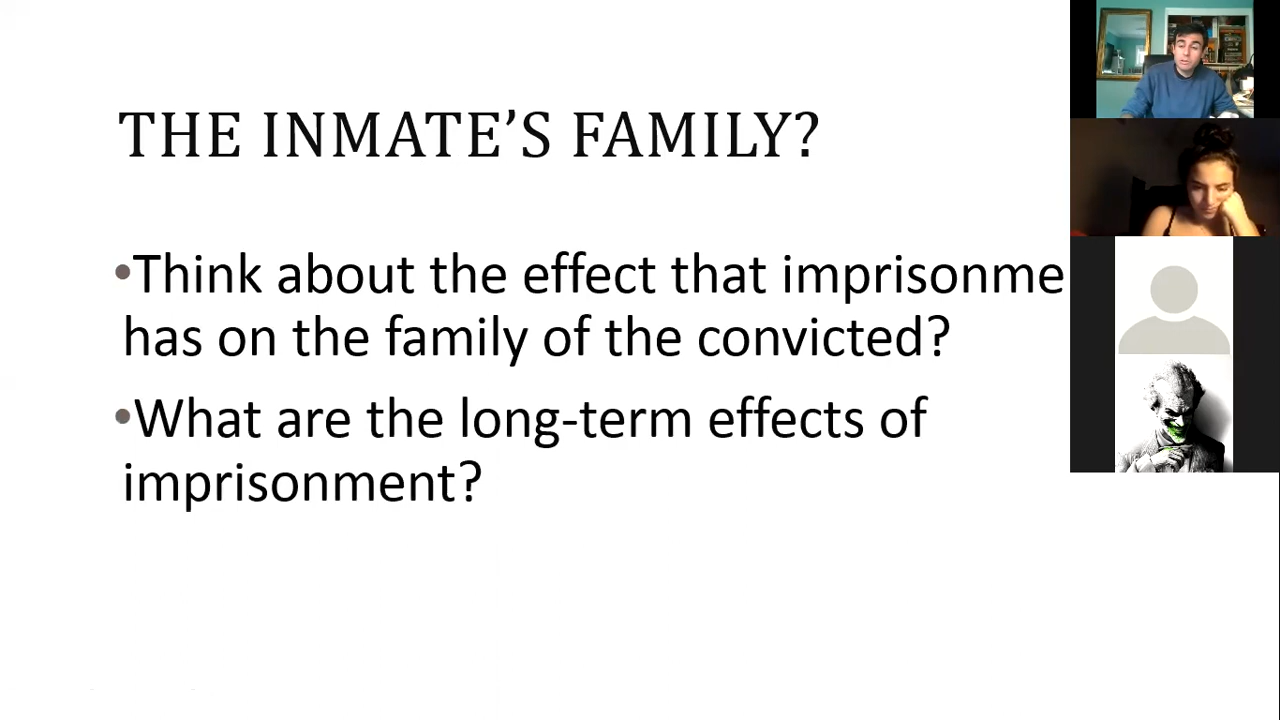 THE INMATE’S FAMILY?
•Think about the effect that imprisonme
has on the family of the convicted?
•What are the long-term effects of
imprisonment?